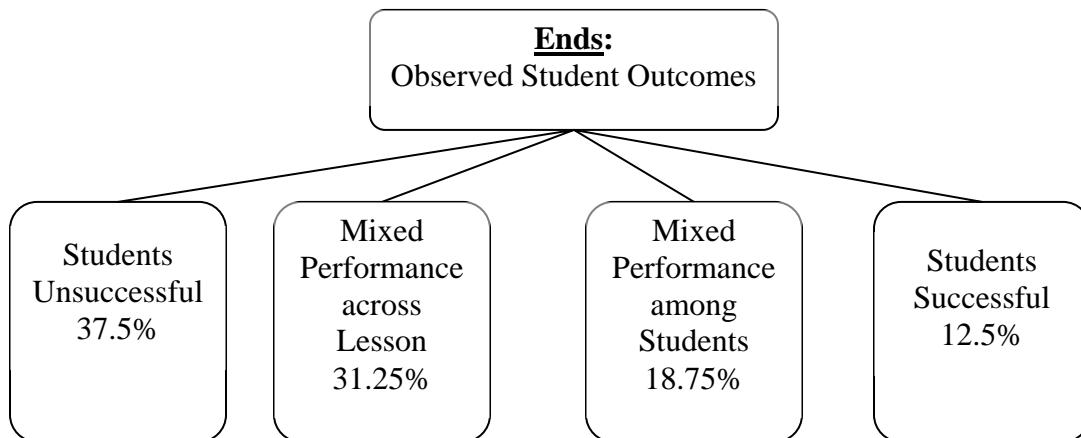 Ends:
Observed Student Outcomes
Students
Unsuccessful
37.5%
Mixed
Performance
across
Lesson
31.25%
Mixed
Performance
among
Students
18.75%
Students
Successful
12.5%